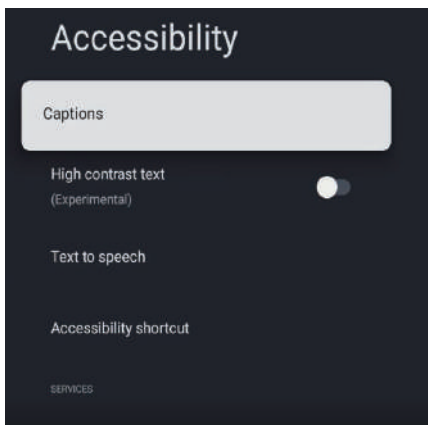 Accessibility
Captions
High contrast text
(Experimental)
Text to speech
Accessibility shortcut
SERVICES